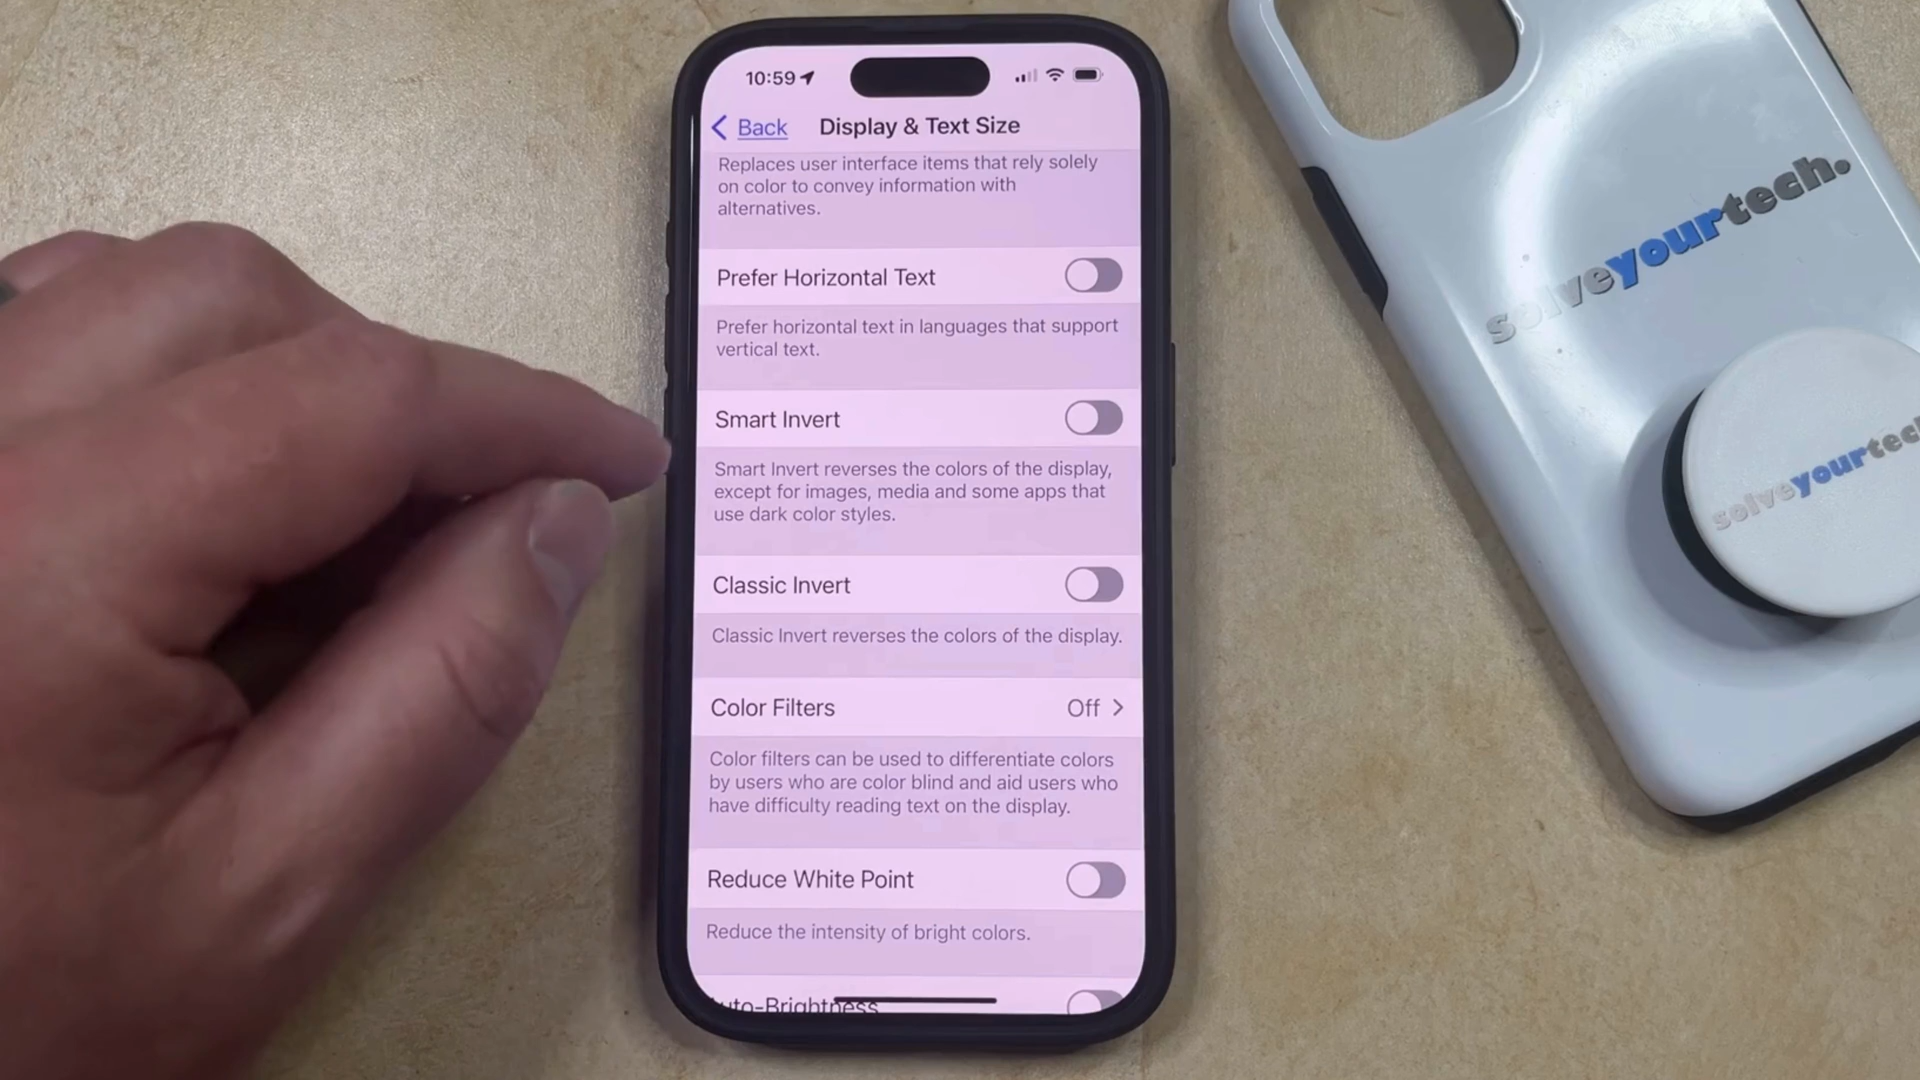 10:59
Back Display & Text Size
Replaces user interface items that rely solely
on color to convey information with
alternatives.
Prefer Horizontal Text
Prefer horizontal text in languages that support
vertical text.
Smart Invert
Smart Invert reverses the colors of the display,
except for images, media and some apps that
use dark color styles.
Classic Invert
Classic Invert reverses the colors of the display.
Color Filters Off
Color filters can be used to differentiate colors
by users who are color blind and aid users who
have difficulty reading text on the display.
Reduce White Point
Reduce the intensity of bright colors.
uto-Brightness
solveyourtech.
solveyourtec